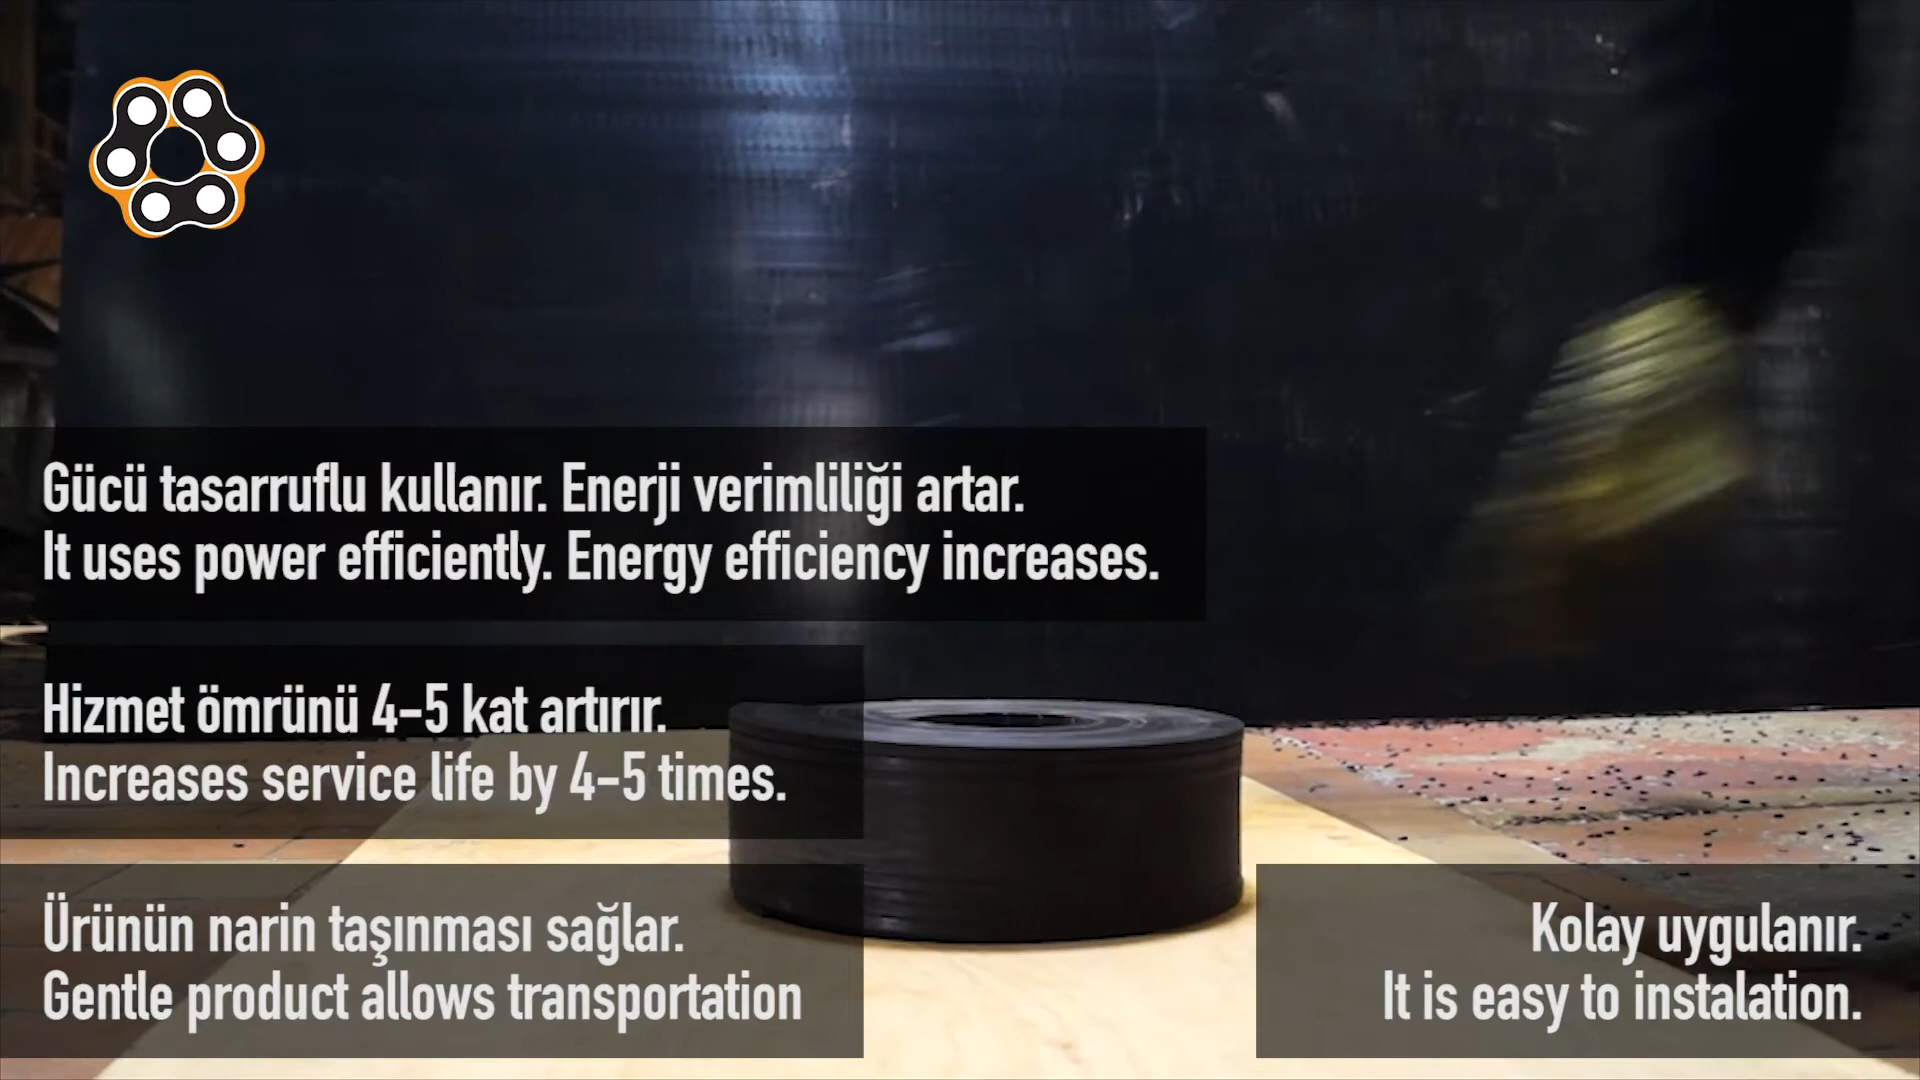 Gücü tasarruflu kullanır. Enerji verimliliği artar.
It uses power efficiently. Energy efficiency increases.
Hizmet ömrünü 4-5 kat artırır.
Increases service life by 4-5 times.
Ürünün narin taşınması sağlar.
Gentle product allows transportation
Kolay uygulanır.
It is easy to instalation.